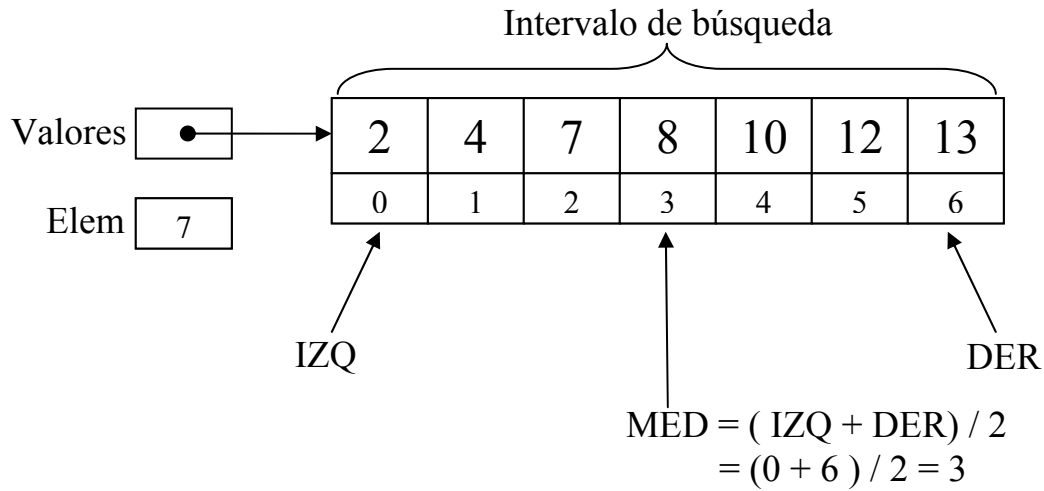 Intervalo de búsqueda
Valores
2 4 7 8 10 12 13
0 1 2 3 4 5 6
Elem 7
IZQ
DER
MED = ( IZQ + DER) / 2
= (0 + 6 ) / 2 = 3